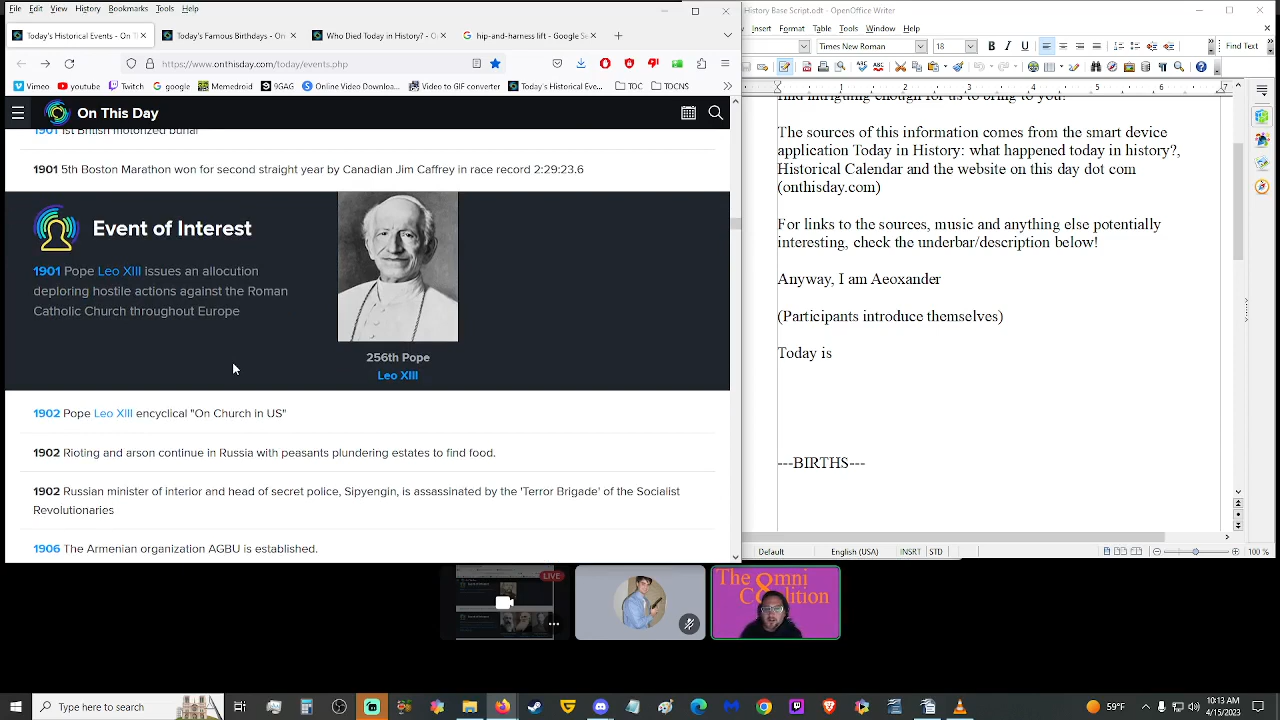 File Edit View History Bookmarks Tools Help
Today's Historical Events - On T
Today's Famous Birthdays - On
Who Died Today in History? - O
hip-and-harness lift - Google Se
https://www.onthisday.com/today/events.php
Vimeo youtube Twitch google Memedroid 9GAG Online Video Downloa... Video to GIF converter Today's Historical Eve... TOC TOCNS
On This Day
1901 1st British motorized burial
1901 5th Boston Marathon won for second straight year by Canadian Jim Caffrey in race record 2:29:23.6
Event of Interest
1901 Pope Leo XIII issues an allocution
deploring hostile actions against the Roman
Catholic Church throughout Europe
256th Pope
Leo XIII
1902 Pope Leo XIII encyclical "On Church in US"
1902 Rioting and arson continue in Russia with peasants plundering estates to find food.
1902 Russian minister of interior and head of secret police, Sipyengin, is assassinated by the 'Terror Brigade' of the Socialist
Revolutionaries
1906 The Armenian organization AGBU is established.
History Base Script.odt - OpenOffice Writer
Insert Format Table Tools Window Help
Times New Roman 18 B I U Find Text
1 2 3 4 5 6 7
find intriguing enough for us to bring to you!
The sources of this information comes from the smart device
application Today in History: what happened today in history?,
Historical Calendar and the website on this day dot com
(onthisday.com)
For links to the sources, music and anything else potentially
interesting, check the underbar/description below!
Anyway, I am Aeoxander
(Participants introduce themselves)
Today is
---BIRTHS---
Default English (USA) INSRT STD 100 %
LIVE
The Omni
Coalition
Type here to search
59°F
10:13 AM
4/15/2023